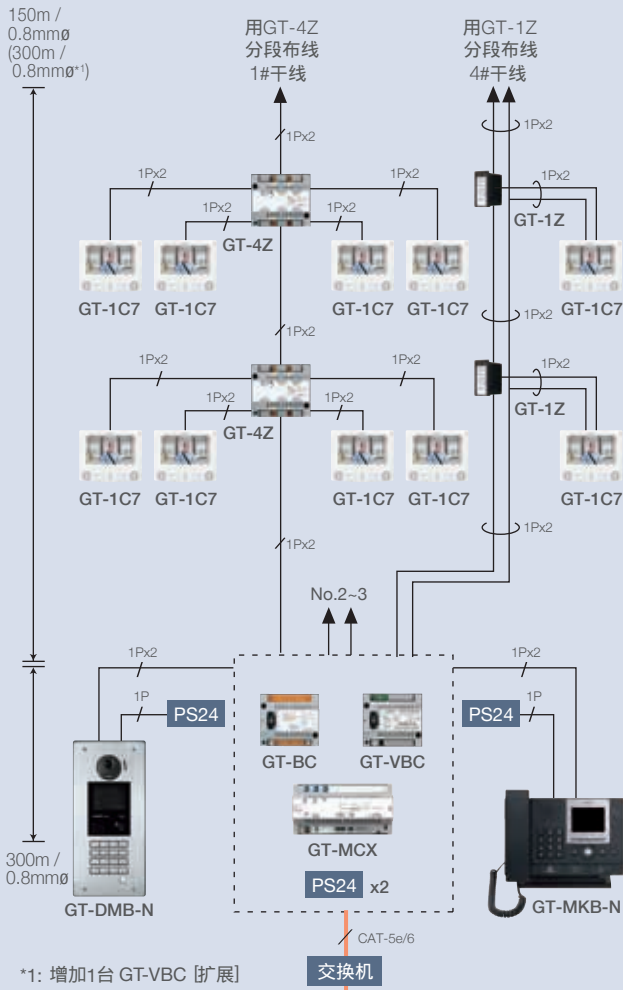 150m /
0.8mmø
(300m /
0.8mmø*1)
用GT-4Z
分段布线
1#干线
用GT-1Z
分段布线
4#干线
1Px2
1Px2
1Px2
1Px2
1Px2
1Px2
1Px2
GT-4Z
GT-1Z
GT-1C7
GT-1C7
GT-1C7
GT-1C7
GT-1C7
1Px2
1Px2
1Px2
1Px2
1Px2
1Px2
1Px2
GT-4Z
GT-1Z
GT-1C7
GT-1C7
GT-1C7
GT-1C7
GT-1C7
1Px2
1Px2
No.2~3
1Px2
1Px2
1P
PS24
PS24
1P
GT-BC
GT-VBC
GT-MCX
PS24 x2
300m /
0.8mmø
GT-DMB-N
GT-MKB-N
CAT-5e/6
*1: 增加1台 GT-VBC [扩展]
交换机